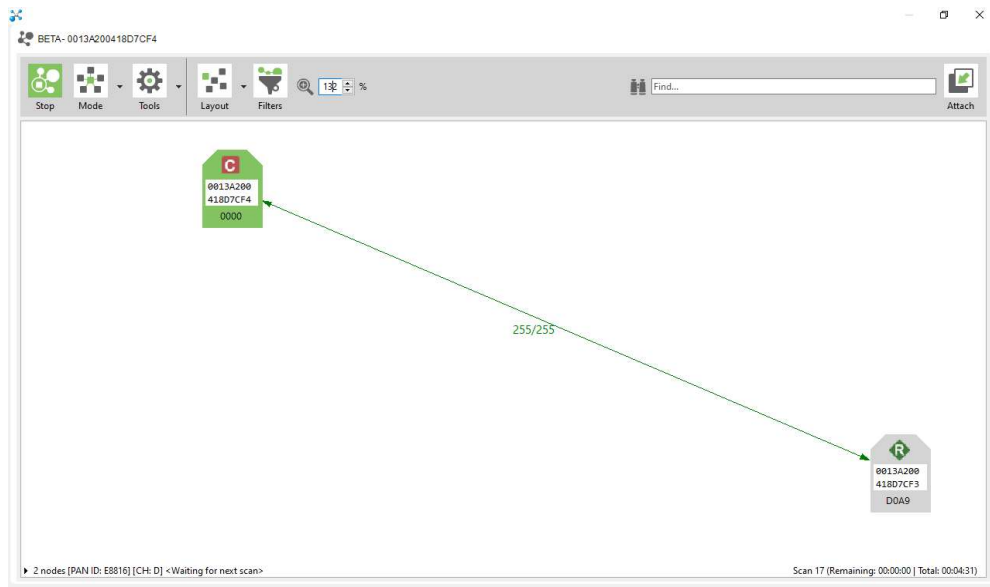 BETA- 0013A200418D7CF4
Stop Mode Tools Layout Filters 132 % Find... Attach
C
0013A200
418D7CF4
0000
255/255
R
0013A200
418D7CF3
D0A9
2 nodes [PAN ID: E8816] [CH: D] <Waiting for next scan> Scan 17 (Remaining: 00:00:00 | Total: 00:04:31)